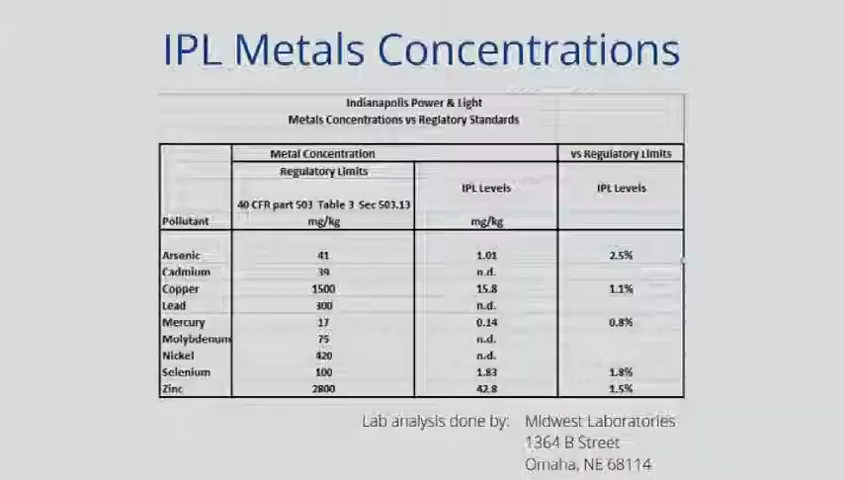 IPL Metals Concentrations
Indianapolis Power & Light
Metals Concentrations vs Reglatory Standards
Metal Concentration vs Regulatory Limits
Regulatory Limits
IPL Levels IPL Levels
40 CFR part 503 Table 3 Sec 503.13
Pollutant mg/kg mg/kg
Arsenic 41 1.01 2.5%
Cadmium 39 n.d.
Copper 1500 15.8 1.1%
Lead 300 n.d.
Mercury 17 0.14 0.8%
Molybdenum 75 n.d.
Nickel 420 n.d.
Selenium 100 1.83 1.8%
Zinc 2800 42.8 1.5%
Lab analysis done by: Midwest Laboratories
1364 B Street
Omaha, NE 68114